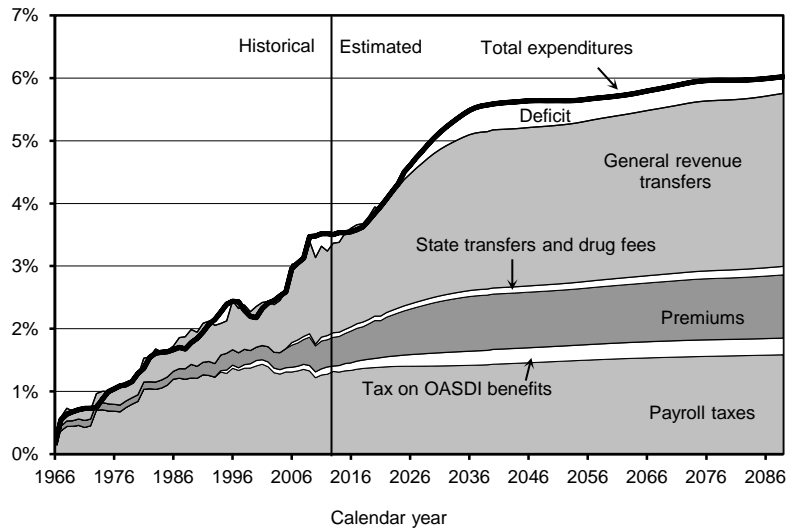 7%
Historical
Estimated
Total expenditures
6%
Deficit
5%
General revenue
transfers
4%
State transfers and drug fees
3%
2%
Premiums
1%
Tax on OASDI benefits
Payroll taxes
0%
1966 1976 1986 1996 2006 2016 2026 2036 2046 2056 2066 2076 2086
Calendar year